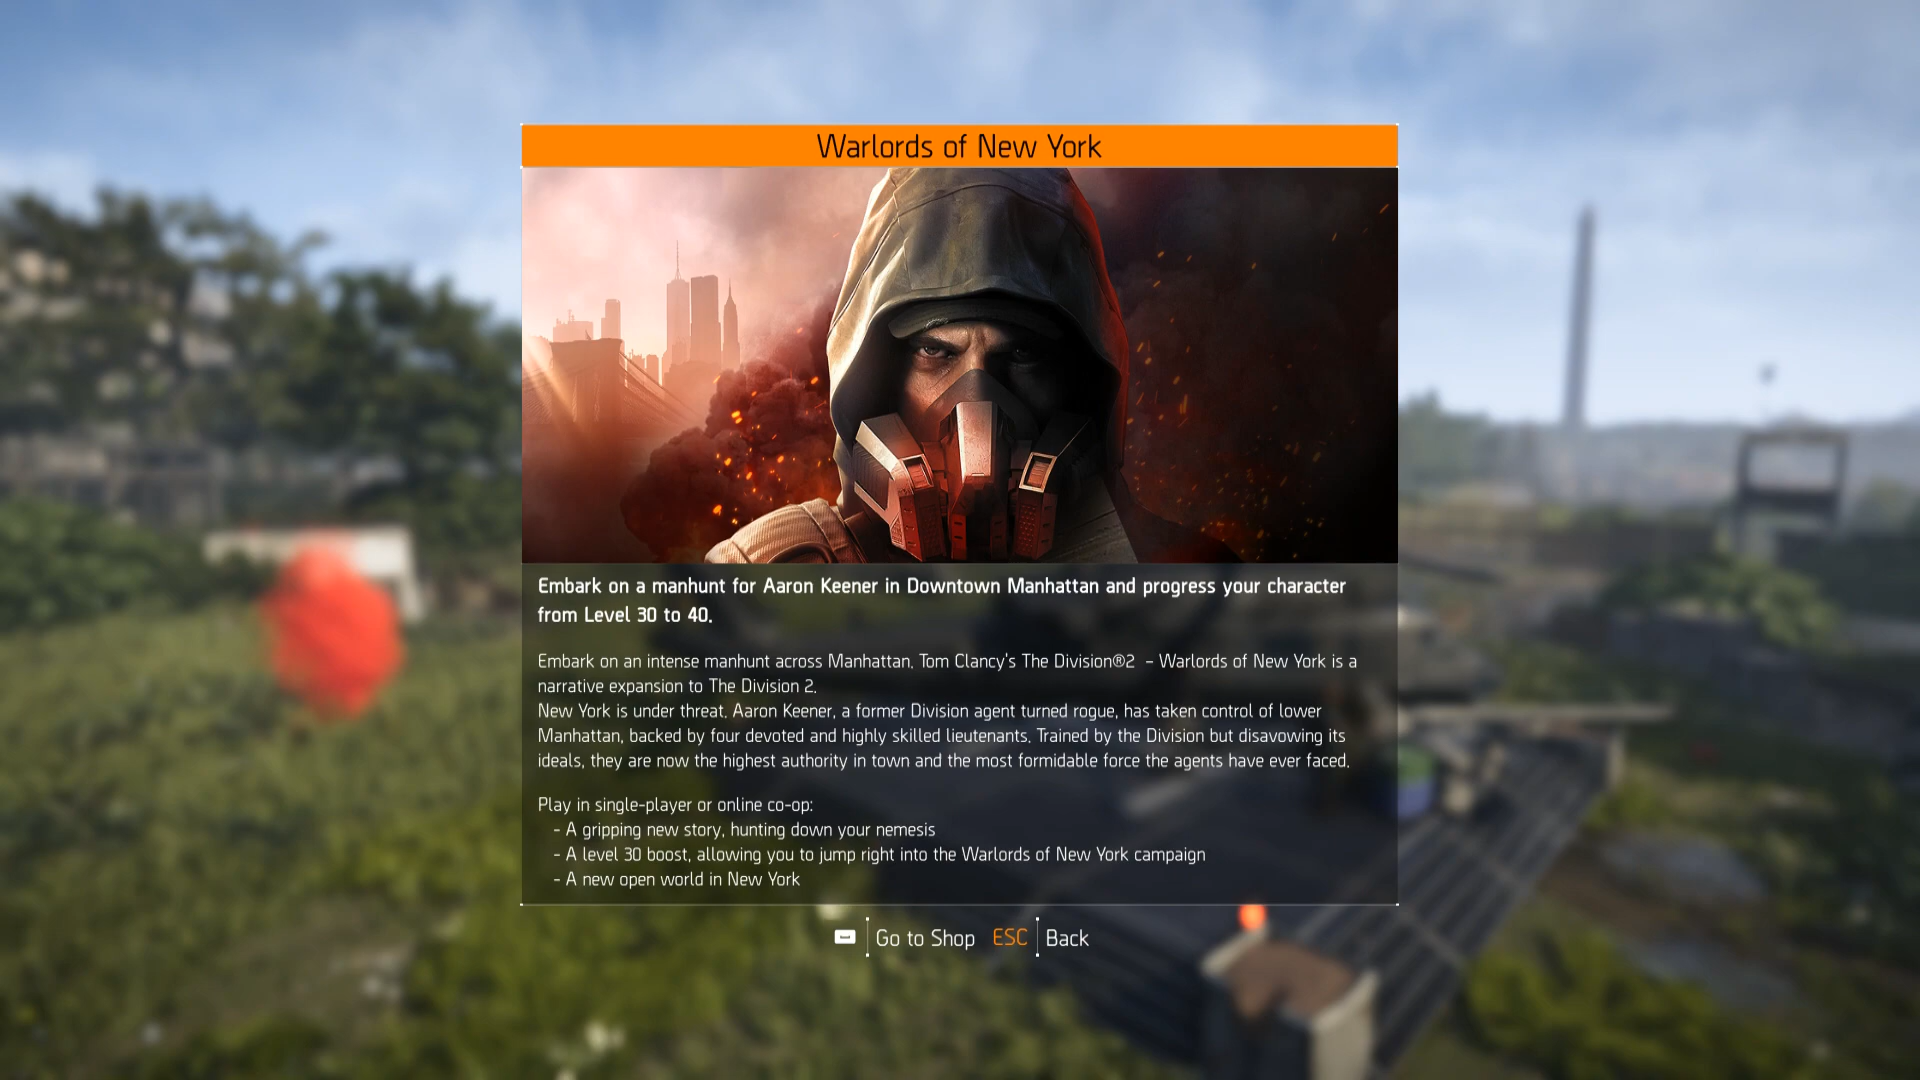 Warlords of New York
Embark on a manhunt for Aaron Keener in Downtown Manhattan and progress your character
from Level 30 to 40.
Embark on an intense manhunt across Manhattan. Tom Clancy's The Division®2 – Warlords of New York is a
narrative expansion to The Division 2.
New York is under threat. Aaron Keener, a former Division agent turned rogue, has taken control of lower
Manhattan, backed by four devoted and highly skilled lieutenants. Trained by the Division but disavowing its
ideals, they are now the highest authority in town and the most formidable force the agents have ever faced.
Play in single-player or online co-op:
- A gripping new story, hunting down your nemesis
- A level 30 boost, allowing you to jump right into the Warlords of New York campaign
- A new open world in New York
Go to Shop ESC Back